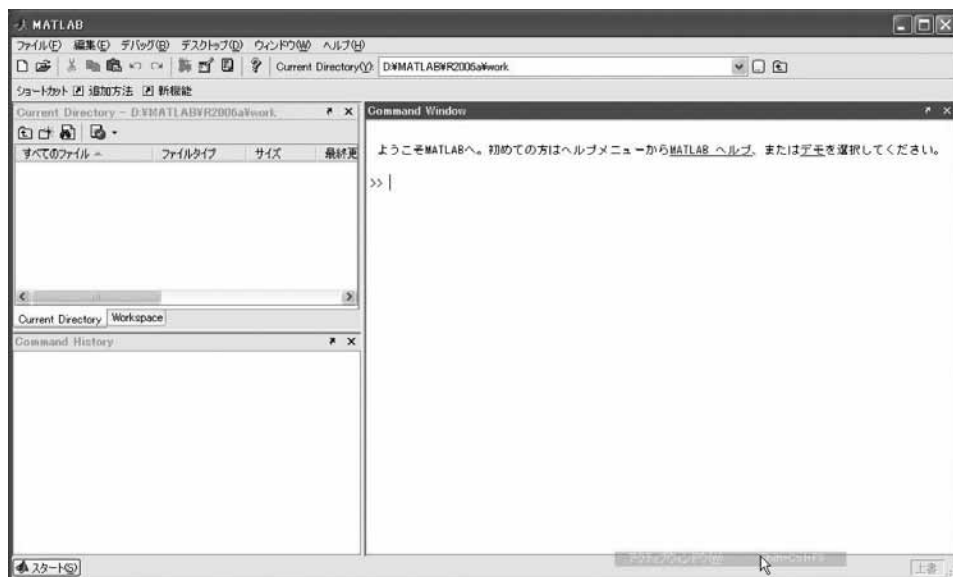 MATLAB
ファイル(F) 編集(E) デバッグ(B) デスクトップ(D) ウィンドウ(W) ヘルプ(H)
Current Directory(Y): D:¥MATLAB¥R2006a¥work
ショートカット 追加方法 新機能
Current Directory - D:¥MATLAB¥R2006a¥work
すべてのファイル ファイルタイプ サイズ 最終更
Current Directory Workspace
Command History
Command Window
ようこそMATLABへ。初めての方はヘルプメニューからMATLAB ヘルプ、またはデモを選択してください。
>>
スタート(S)
上書